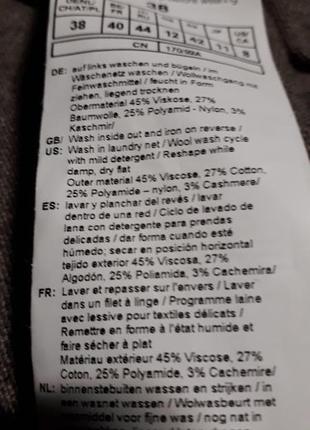 38
38 40 44 12 42 11 8
CN 170/92A
DE: auf links waschen und bügeln / im
Wäschenetz waschen / Wollwaschgang mit
Feinwaschmittel / feucht in Form
ziehen, liegend trocknen
Obermaterial 45% Viskose, 27%
Baumwolle, 25% Polyamid - Nylon, 3%
Kaschmir/
GB/ Wash inside out and iron on reverse /
US: Wash in laundry net / Wool wash cycle
with mild detergent / Reshape while
damp, dry flat
Outer material 45% Viscose, 27% Cotton,
25% Polyamide – nylon, 3% Cashmere/
ES: lavar y planchar del revés / lavar
dentro de una red / Ciclo de lavado de
lana con detergente para prendas
delicadas / dar forma cuando esté
húmedo; secar en posición horizontal
tejido exterior 45% Viscosa, 27%
Algodón, 25% Poliamida, 3% Cachemira/
FR: Laver et repasser sur l'envers / Laver
dans un filet à linge / Programme laine
avec lessive pour textiles délicats /
Remettre en forme à l'état humide et
faire sécher à plat
Matériau extérieur 45% Viscose, 27%
Coton, 25% Polyamide, 3% Cachemire/
NL: binnenstebuiten wassen en strijken / in
een wasnet wassen / Wolwasbeurt met
voor fijne was / nog nat in